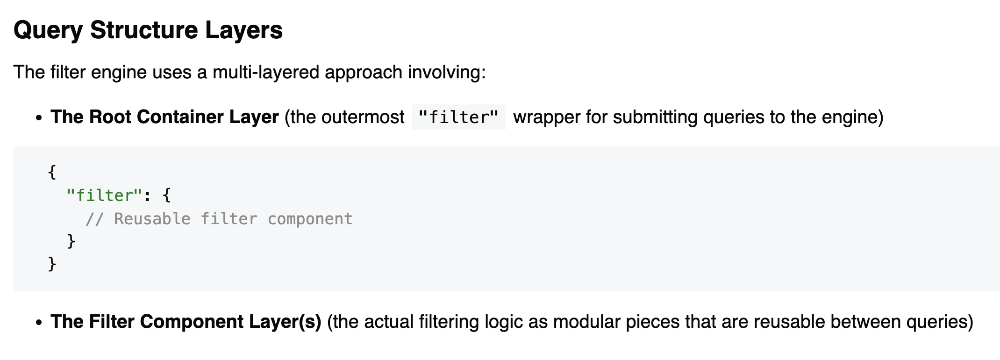 Query Structure Layers
The filter engine uses a multi-layered approach involving:
• The Root Container Layer (the outermost "filter" wrapper for submitting queries to the engine)
{
  "filter": {
    // Reusable filter component
  }
}
• The Filter Component Layer(s) (the actual filtering logic as modular pieces that are reusable between queries)